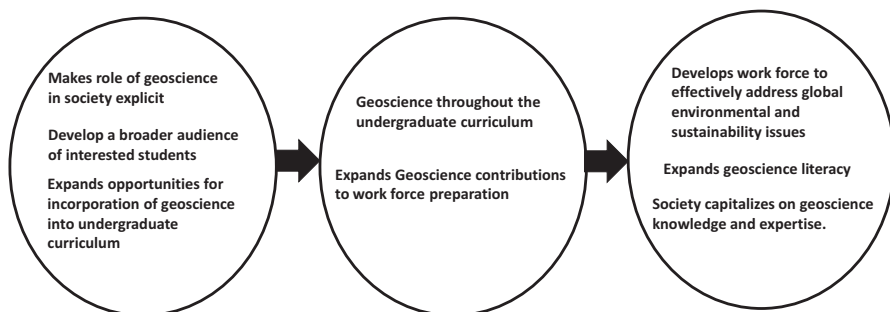 Makes role of geoscience
in society explicit
Develop a broader audience
of interested students
Expands opportunities for
incorporation of geoscience
into undergraduate
curriculum
Geoscience throughout the
undergraduate curriculum
Expands Geoscience contributions
to work force preparation
Develops work force to
effectively address global
environmental and
sustainability issues
Expands geoscience literacy
Society capitalizes on geoscience
knowledge and expertise.